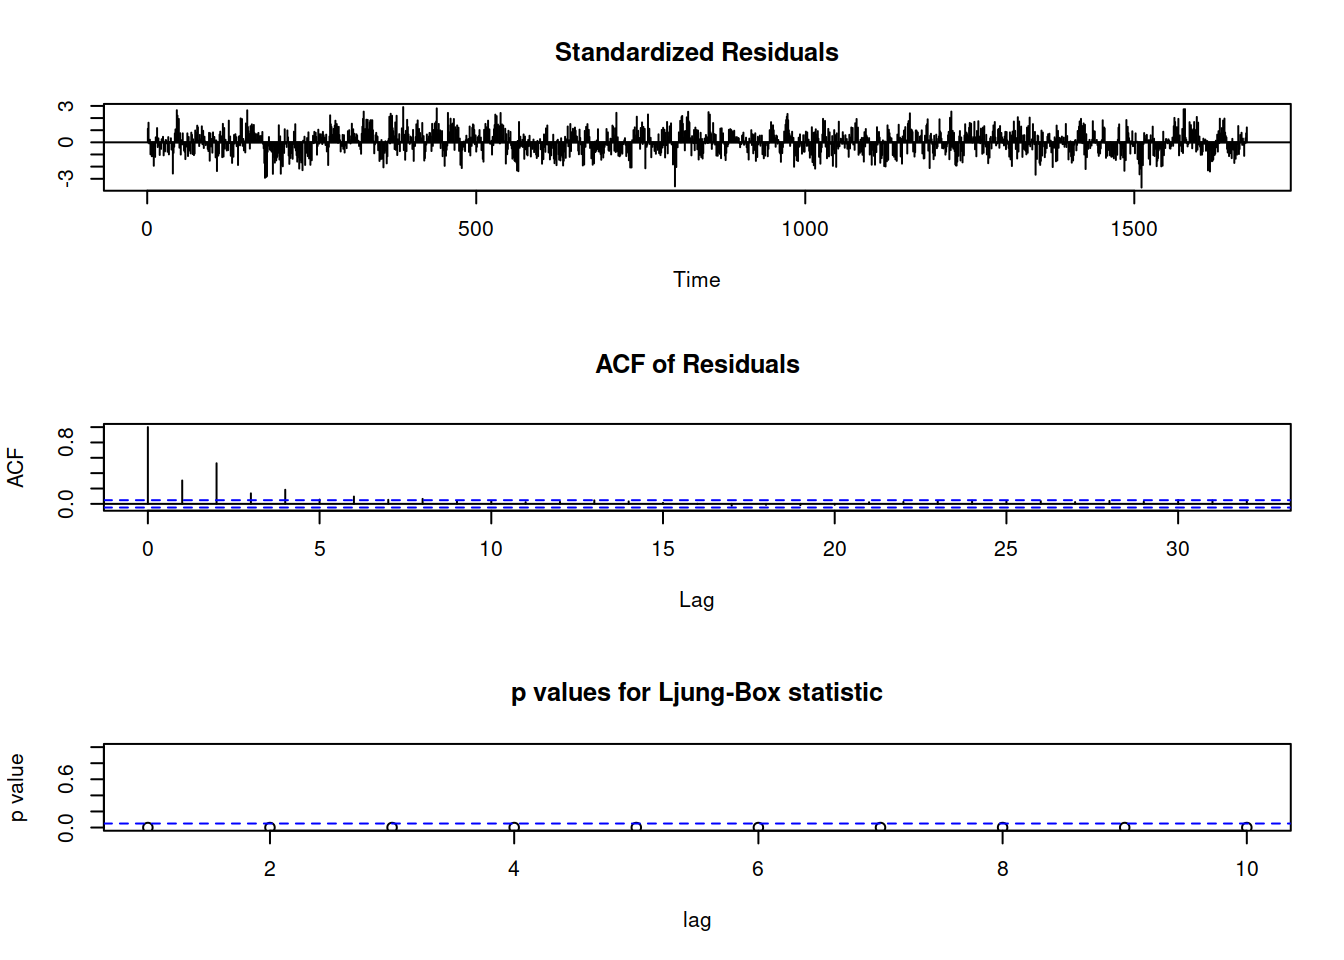 Standardized Residuals
3
0
-3
0 500 1000 1500
Time
ACF of Residuals
ACF
0.8
0.0
0 5 10 15 20 25 30
Lag
p values for Ljung-Box statistic
p value
0.6
0.0
2 4 6 8 10
lag